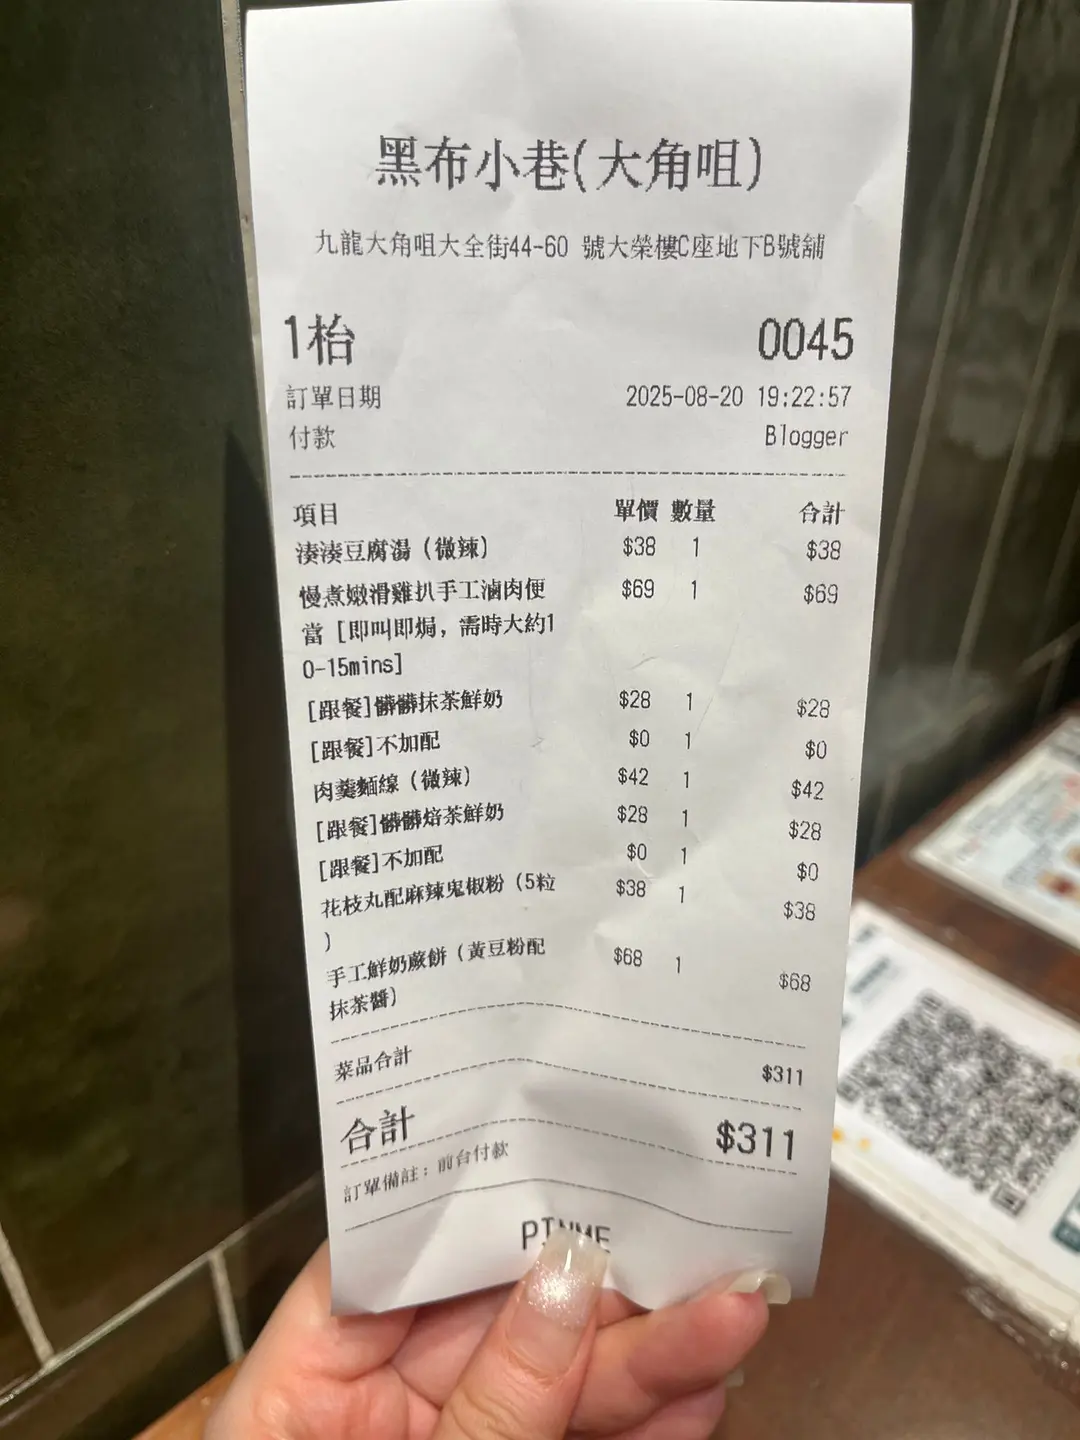 黑布小巷(大角咀)
九龍大角咀大全街44-60 號大榮樓C座地下B號舖
1枱 0045
訂單日期 2025-08-20 19:22:57
付款 Blogger
項目 單價 數量 合計
湊湊豆腐湯（微辣） $38 1 $38
慢煮嫩滑雞扒手工滷肉便 $69 1 $69
當 [即叫即焗，需時大約1
0-15mins]
[跟餐]髒髒抹茶鮮奶 $28 1 $28
[跟餐]不加配 $0 1 $0
肉羹麵線（微辣） $42 1 $42
[跟餐]髒髒焙茶鮮奶 $28 1 $28
[跟餐]不加配 $0 1 $0
花枝丸配麻辣鬼椒粉（5粒 $38 1 $38
）
手工鮮奶蕨餅（黃豆粉配 $68 1 $68
抹茶醬）
菜品合計 $311
合計 $311
訂單備註：前台付款